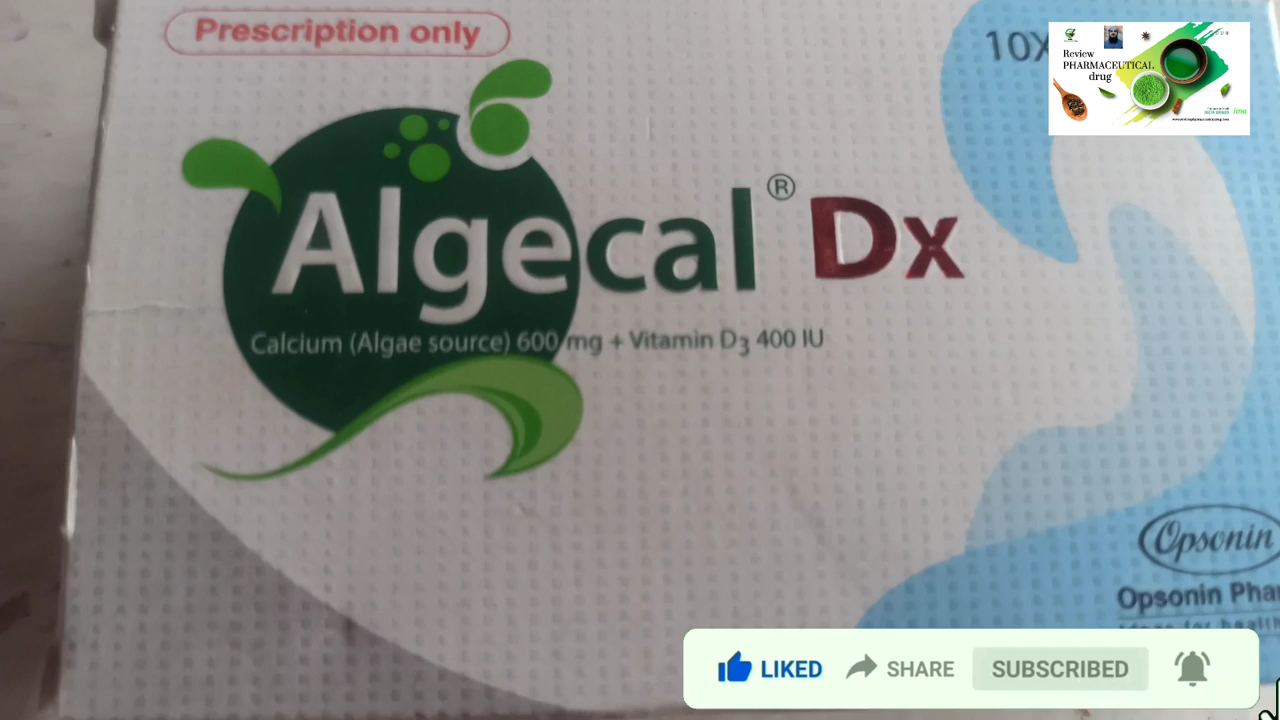 Prescription only
10X
Algecal® Dx
Calcium (Algae source) 600 mg + Vitamin D3 400 IU
Opsonin
Opsonin Phar
Review
PHARMACEUTICAL
drug
LIKED SHARE SUBSCRIBED